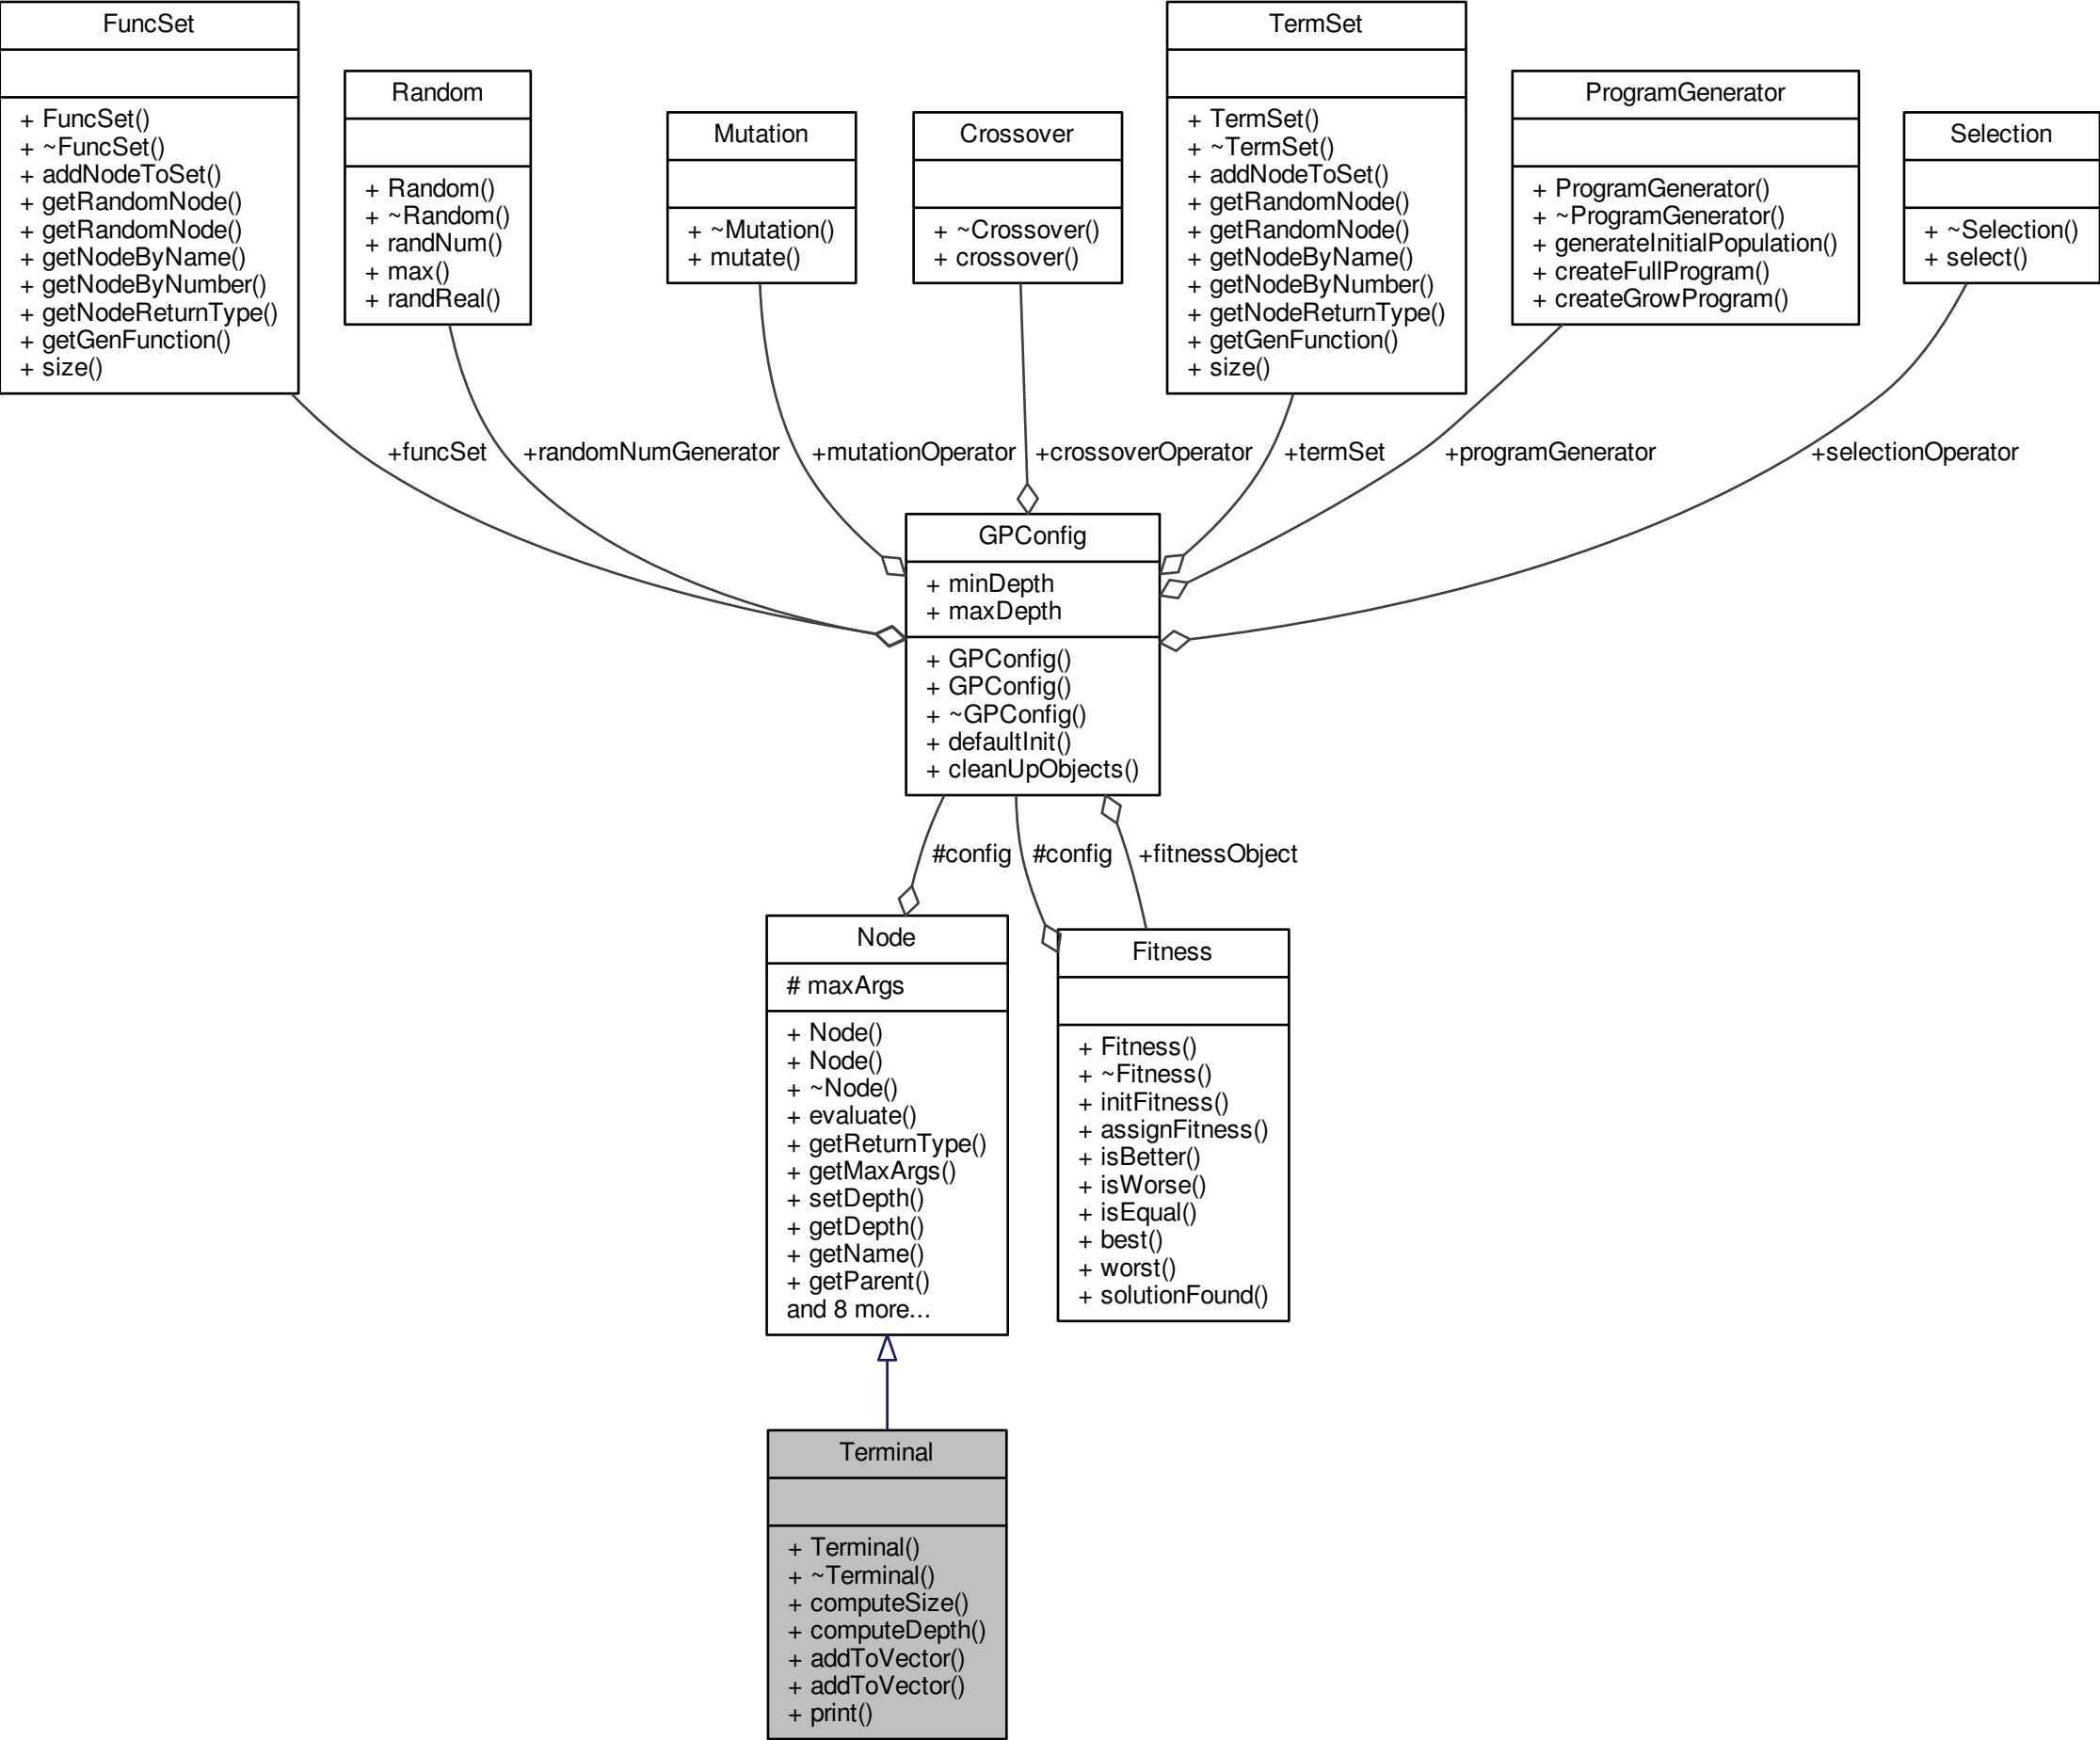 FuncSet
+ FuncSet()
+ ~FuncSet()
+ addNodeToSet()
+ getRandomNode()
+ getRandomNode()
+ getNodeByName()
+ getNodeByNumber()
+ getNodeReturnType()
+ getGenFunction()
+ size()
Random
+ Random()
+ ~Random()
+ randNum()
+ max()
+ randReal()
Mutation
+ ~Mutation()
+ mutate()
Crossover
+ ~Crossover()
+ crossover()
TermSet
+ TermSet()
+ ~TermSet()
+ addNodeToSet()
+ getRandomNode()
+ getRandomNode()
+ getNodeByName()
+ getNodeByNumber()
+ getNodeReturnType()
+ getGenFunction()
+ size()
ProgramGenerator
+ ProgramGenerator()
+ ~ProgramGenerator()
+ generateInitialPopulation()
+ createFullProgram()
+ createGrowProgram()
Selection
+ ~Selection()
+ select()
+funcSet
+randomNumGenerator
+mutationOperator
+crossoverOperator
+termSet
+programGenerator
+selectionOperator
GPConfig
+ minDepth
+ maxDepth
+ GPConfig()
+ GPConfig()
+ ~GPConfig()
+ defaultInit()
+ cleanUpObjects()
#config
#config
+fitnessObject
Node
# maxArgs
+ Node()
+ Node()
+ ~Node()
+ evaluate()
+ getReturnType()
+ getMaxArgs()
+ setDepth()
+ getDepth()
+ getName()
+ getParent()
and 8 more...
Fitness
+ Fitness()
+ ~Fitness()
+ initFitness()
+ assignFitness()
+ isBetter()
+ isWorse()
+ isEqual()
+ best()
+ worst()
+ solutionFound()
Terminal
+ Terminal()
+ ~Terminal()
+ computeSize()
+ computeDepth()
+ addToVector()
+ addToVector()
+ print()